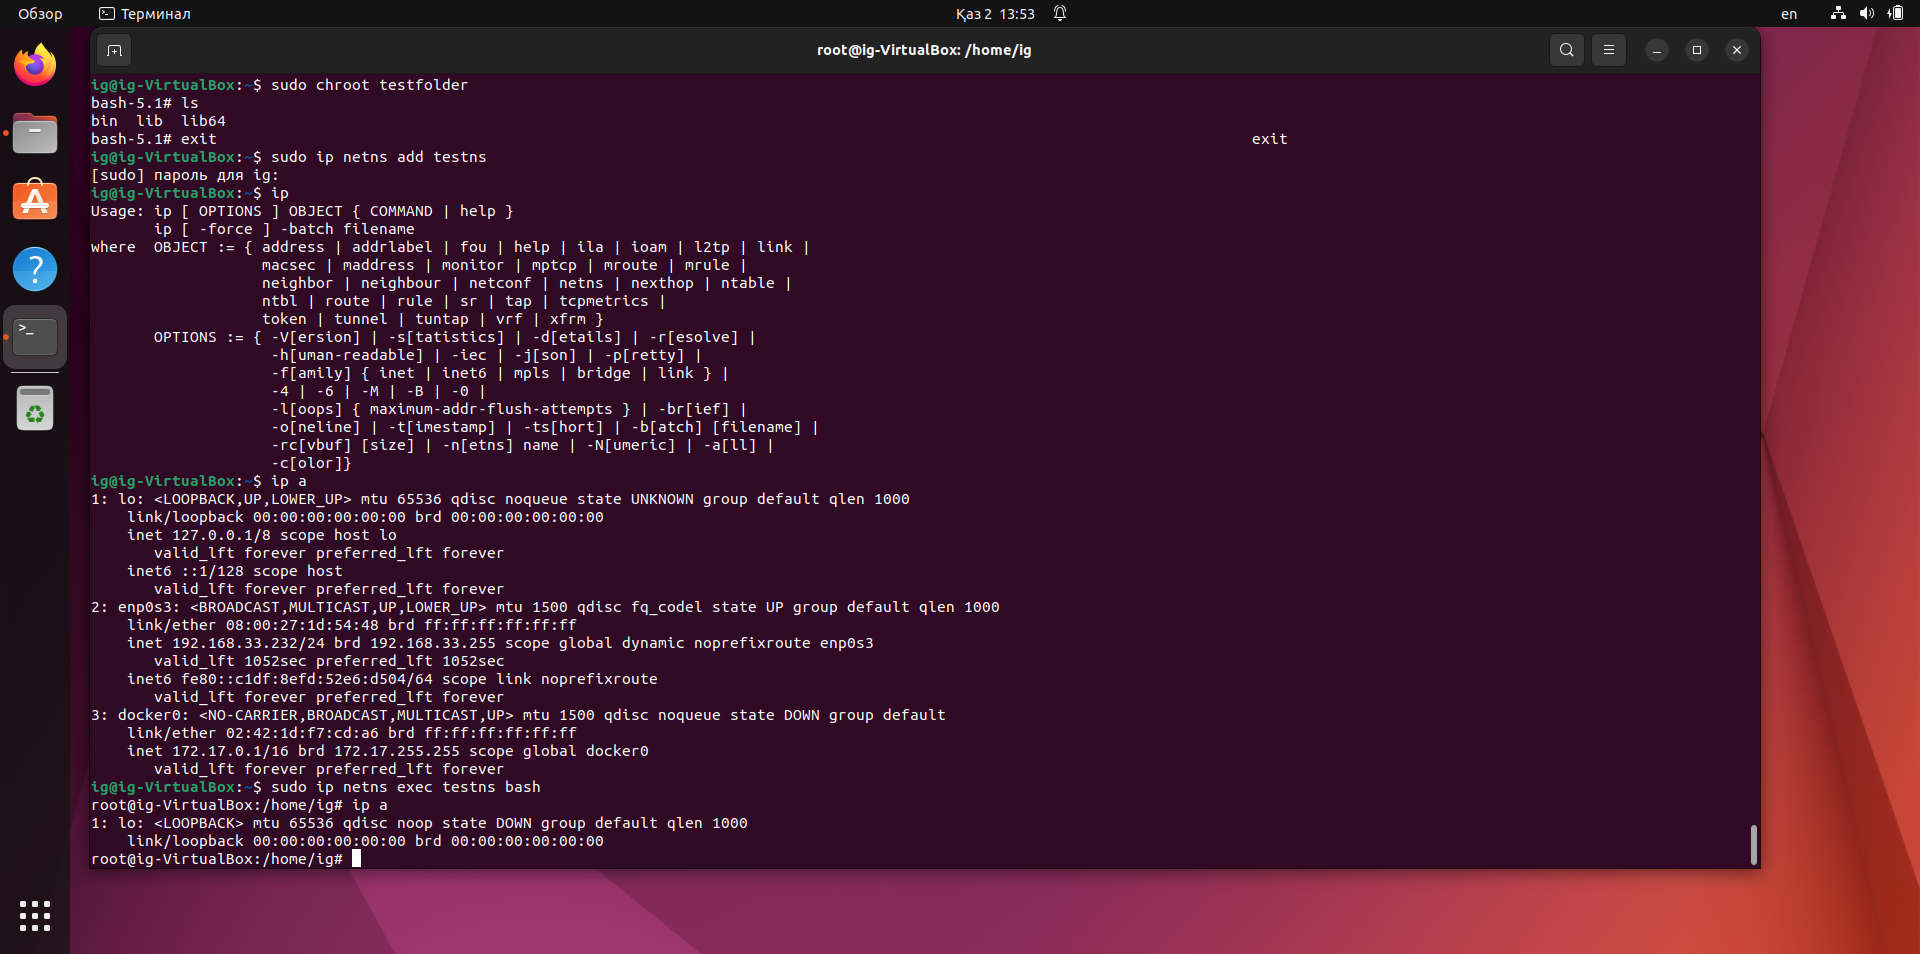 Обзор
Терминал
Қаз 2 13:53
en
root@ig-VirtualBox: /home/ig
ig@ig-VirtualBox:~$ sudo chroot testfolder
bash-5.1# ls
bin  lib  lib64
bash-5.1# exit
exit
ig@ig-VirtualBox:~$ sudo ip netns add testns
[sudo] пароль для ig:
ig@ig-VirtualBox:~$ ip
Usage: ip [ OPTIONS ] OBJECT { COMMAND | help }
       ip [ -force ] -batch filename
where  OBJECT := { address | addrlabel | fou | help | ila | ioam | l2tp | link |
                   macsec | maddress | monitor | mptcp | mroute | mrule |
                   neighbor | neighbour | netconf | netns | nexthop | ntable |
                   ntbl | route | rule | sr | tap | tcpmetrics |
                   token | tunnel | tuntap | vrf | xfrm }
       OPTIONS := { -V[ersion] | -s[tatistics] | -d[etails] | -r[esolve] |
                    -h[uman-readable] | -iec | -j[son] | -p[retty] |
                    -f[amily] { inet | inet6 | mpls | bridge | link } |
                    -4 | -6 | -M | -B | -0 |
                    -l[oops] { maximum-addr-flush-attempts } | -br[ief] |
                    -o[neline] | -t[imestamp] | -ts[hort] | -b[atch] [filename] |
                    -rc[vbuf] [size] | -n[etns] name | -N[umeric] | -a[ll] |
                    -c[olor]}
ig@ig-VirtualBox:~$ ip a
1: lo: <LOOPBACK,UP,LOWER_UP> mtu 65536 qdisc noqueue state UNKNOWN group default qlen 1000
    link/loopback 00:00:00:00:00:00 brd 00:00:00:00:00:00
    inet 127.0.0.1/8 scope host lo
       valid_lft forever preferred_lft forever
    inet6 ::1/128 scope host
       valid_lft forever preferred_lft forever
2: enp0s3: <BROADCAST,MULTICAST,UP,LOWER_UP> mtu 1500 qdisc fq_codel state UP group default qlen 1000
    link/ether 08:00:27:1d:54:48 brd ff:ff:ff:ff:ff:ff
    inet 192.168.33.232/24 brd 192.168.33.255 scope global dynamic noprefixroute enp0s3
       valid_lft 1052sec preferred_lft 1052sec
    inet6 fe80::c1df:8efd:52e6:d504/64 scope link noprefixroute
       valid_lft forever preferred_lft forever
3: docker0: <NO-CARRIER,BROADCAST,MULTICAST,UP> mtu 1500 qdisc noqueue state DOWN group default
    link/ether 02:42:1d:f7:cd:a6 brd ff:ff:ff:ff:ff:ff
    inet 172.17.0.1/16 brd 172.17.255.255 scope global docker0
       valid_lft forever preferred_lft forever
ig@ig-VirtualBox:~$ sudo ip netns exec testns bash
root@ig-VirtualBox:/home/ig# ip a
1: lo: <LOOPBACK> mtu 65536 qdisc noop state DOWN group default qlen 1000
    link/loopback 00:00:00:00:00:00 brd 00:00:00:00:00:00
root@ig-VirtualBox:/home/ig#